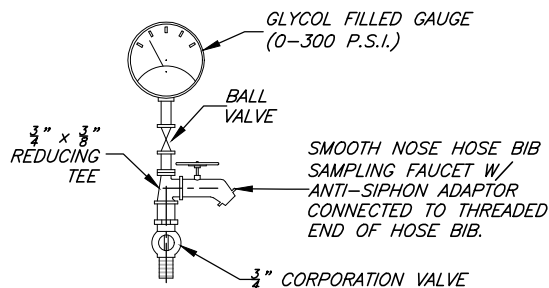 GLYCOL FILLED GAUGE
(0-300 P.S.I.)
BALL
VALVE
3/4" x 3/8"
REDUCING
TEE
SMOOTH NOSE HOSE BIB
SAMPLING FAUCET W/
ANTI-SIPHON ADAPTOR
CONNECTED TO THREADED
END OF HOSE BIB.
3/4" CORPORATION VALVE